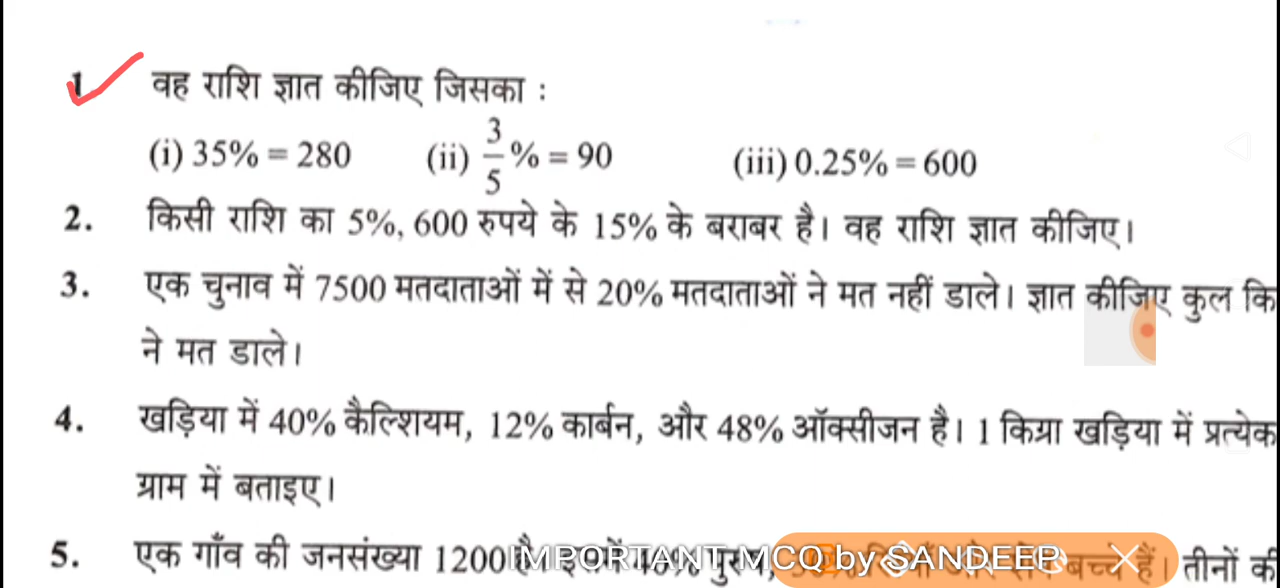 1 वह राशि ज्ञात कीजिए जिसका :
(i) 35% = 280 (ii) 3/5 % = 90 (iii) 0.25% = 600
2. किसी राशि का 5%, 600 रुपये के 15% के बराबर है। वह राशि ज्ञात कीजिए।
3. एक चुनाव में 7500 मतदाताओं में से 20% मतदाताओं ने मत नहीं डाले। ज्ञात कीजिए कुल कि
ने मत डाले।
4. खड़िया में 40% कैल्शियम, 12% कार्बन, और 48% ऑक्सीजन है। 1 किग्रा खड़िया में प्रत्येक
ग्राम में बताइए।
5. एक गाँव की जनसंख्या 1200 है। इसमें 40% पुरुष, बच्चे हैं। तीनों की
IMPORTANT MCQ by SANDEEP